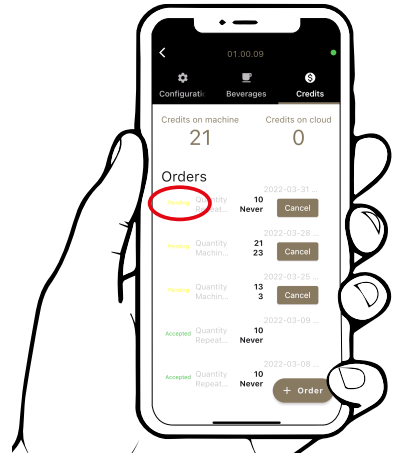 01.00.09
Configurati
Beverages
Credits
Credits on machine
Credits on cloud
21
0
Orders
2022-03-31 ...
Pending
Quantity
10
Repeat...
Never
Cancel
2022-03-28 ...
Pending
Quantity
21
Machin...
23
Cancel
2022-03-25 ...
Pending
Quantity
13
Machin...
3
Cancel
2022-03-09 ...
Accepted
Quantity
10
Repeat...
Never
2022-03-08 ...
Accepted
Quantity
10
Repeat...
Never
+ Order